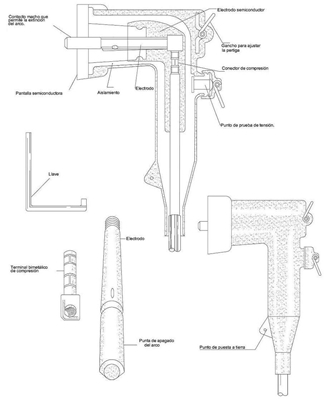 Electrodo semiconductor
Contacto macho que
permite la extinción
del arco.
Gancho para ajustar
la pertiga
Conector de compresión
Electrodo
Aislamiento
Pantalla semiconductora
Punto de prueba de tensión.
Llave
Electrodo
Terminal bimetálico
de compresión
Punta de apagado
del arco
Punto de puesta a tierra